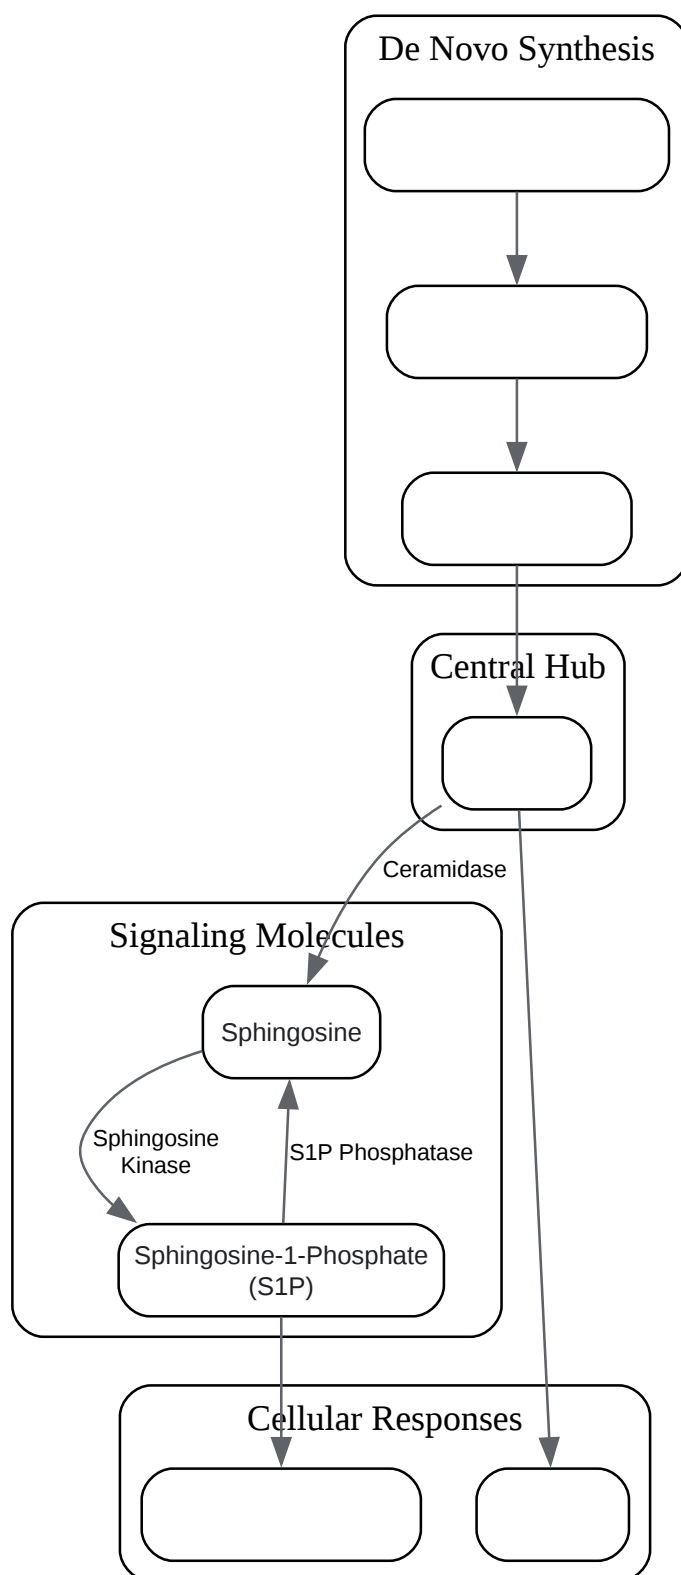 De Novo Synthesis
Central Hub
Ceramidase
Signaling Molecules
Sphingosine
Sphingosine
Kinase
S1P Phosphatase
Sphingosine-1-Phosphate
(S1P)
Cellular Responses